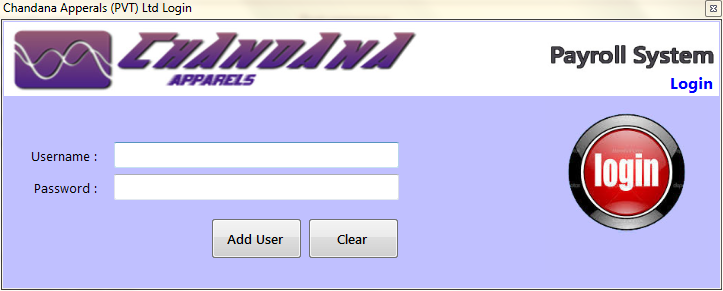 Chandana Apperals (PVT) Ltd Login
CHANDANA
APPARELS
Payroll System
Login
Username :
Password :
login
Add User
Clear